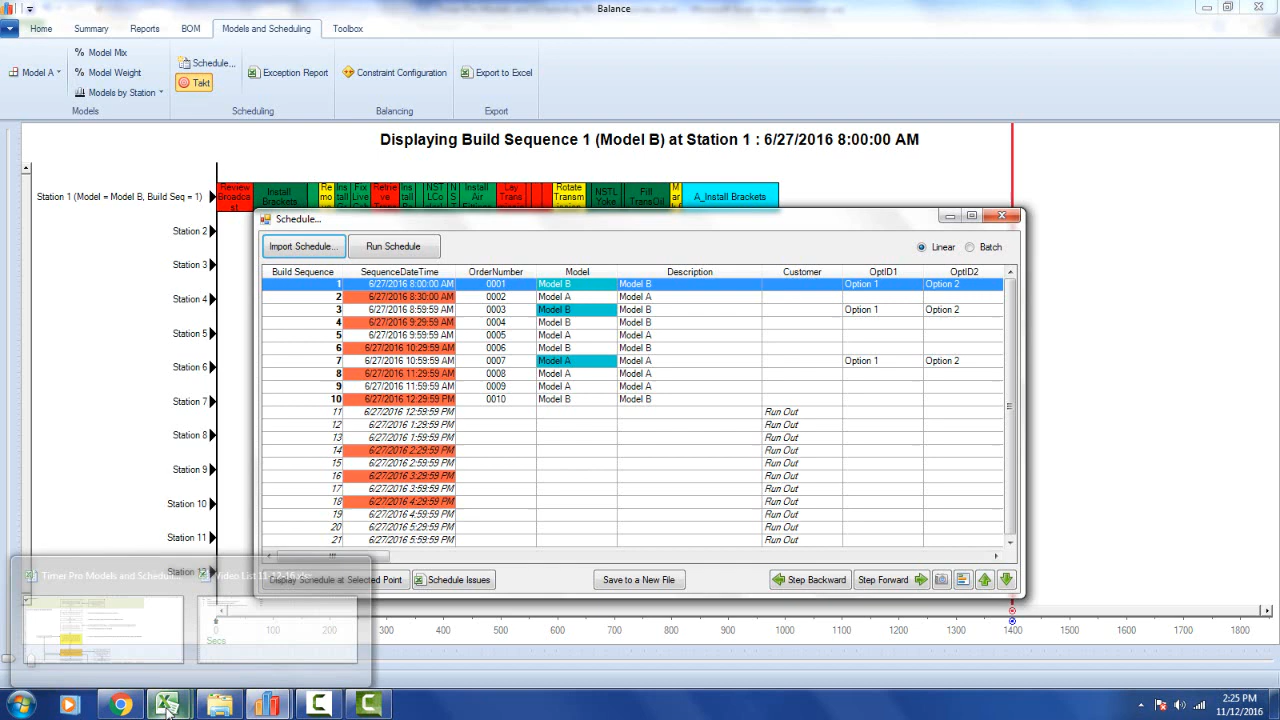 Balance
Home Summary Reports BOM Models and Scheduling Toolbox
% Model Mix
Model A
% Model Weight
Models by Station
Schedule...
Takt
Exception Report
Constraint Configuration
Export to Excel
Models Scheduling Balancing Export
Displaying Build Sequence 1 (Model B) at Station 1 : 6/27/2016 8:00:00 AM
Station 1 (Model = Model B, Build Seq = 1)
Review Broadcast
Install Brackets
Lay
Rotate
NSTL Yoke
Fill TransOil
A_Install Brackets
Station 2
Station 3
Station 4
Station 5
Station 6
Station 7
Station 8
Station 9
Station 10
Station 11
Station 12
Schedule...
Import Schedule... Run Schedule Linear Batch
Build Sequence SequenceDateTime OrderNumber Model Description Customer OptID1 OptID2
1 6/27/2016 8:00:00 AM 0001 Model B Model B Option 1 Option 2
2 6/27/2016 8:30:00 AM 0002 Model A Model A
3 6/27/2016 8:59:59 AM 0003 Model B Model B Option 1 Option 2
4 6/27/2016 9:29:59 AM 0004 Model B Model B
5 6/27/2016 9:59:59 AM 0005 Model A Model A
6 6/27/2016 10:29:59 AM 0006 Model B Model B
7 6/27/2016 10:59:59 AM 0007 Model A Model A Option 1 Option 2
8 6/27/2016 11:29:59 AM 0008 Model A Model A
9 6/27/2016 11:59:59 AM 0009 Model A Model A
10 6/27/2016 12:29:59 PM 0010 Model B Model B
11 6/27/2016 12:59:59 PM Run Out
12 6/27/2016 1:29:59 PM Run Out
13 6/27/2016 1:59:59 PM Run Out
14 6/27/2016 2:29:59 PM Run Out
15 6/27/2016 2:59:59 PM Run Out
16 6/27/2016 3:29:59 PM Run Out
17 6/27/2016 3:59:59 PM Run Out
18 6/27/2016 4:29:59 PM Run Out
19 6/27/2016 4:59:59 PM Run Out
20 6/27/2016 5:29:59 PM Run Out
21 6/27/2016 5:59:59 PM Run Out
Display Schedule at Selected Point Schedule Issues Save to a New File Step Backward Step Forward
Timer Pro Models and Scheduli... Video List 11-12-16.xls...
0 100 200 300 400 500 600 700 800 900 1000 1100 1200 1300 1400 1500 1600 1700 1800
Secs
2:25 PM
11/12/2016